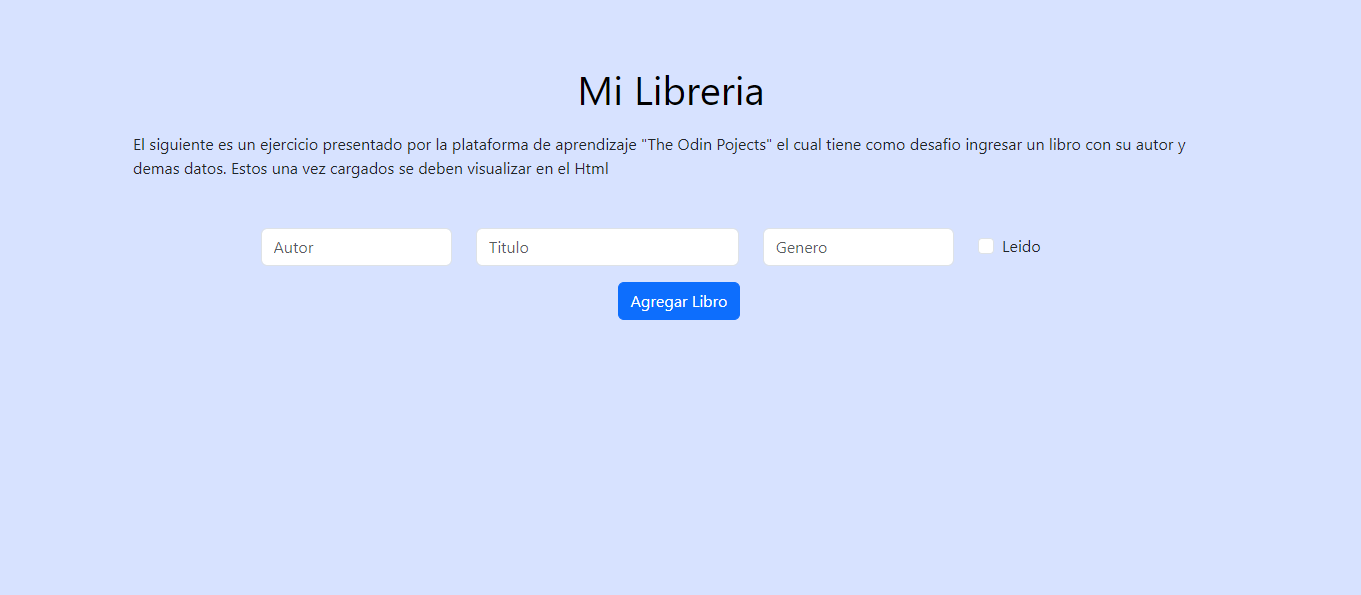 Mi Libreria
El siguiente es un ejercicio presentado por la plataforma de aprendizaje "The Odin Pojects" el cual tiene como desafio ingresar un libro con su autor y
demas datos. Estos una vez cargados se deben visualizar en el Html
Autor
Titulo
Genero
Leido
Agregar Libro